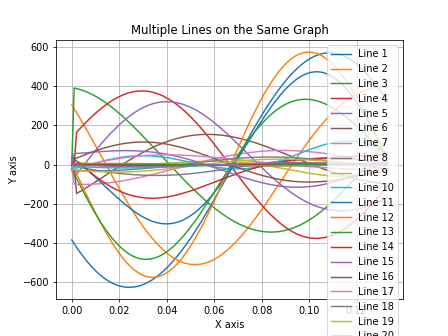 Multiple Lines on the Same Graph
600
400
200
0
−200
−400
−600
Y axis
0.00
0.02
0.04
0.06
0.08
0.10
X axis
Line 1
Line 2
Line 3
Line 4
Line 5
Line 6
Line 7
Line 8
Line 9
Line 10
Line 11
Line 12
Line 13
Line 14
Line 15
Line 16
Line 17
Line 18
Line 19
Line 20